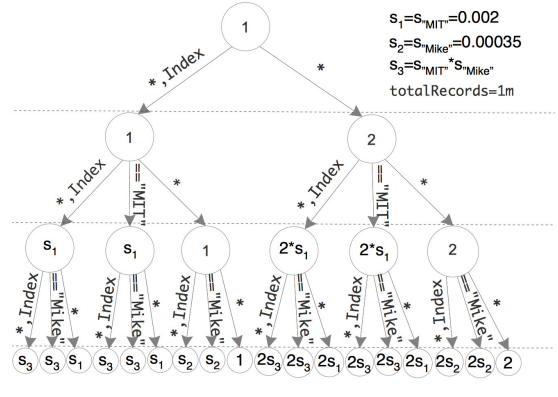 1
s₁=s"MIT"=0.002
s₂=s"Mike"=0.00035
s₃=s"MIT"*s"Mike"
totalRecords=1m
*,Index
*
1
2
*,Index
=="MIT"
*
*,Index
=="MIT"
*
s₁
s₁
1
2*s₁
2*s₁
2
*,Index
=="Mike"
*
*,Index
=="Mike"
*
*,Index
=="Mike"
*
*,Index
=="Mike"
*
*,Index
=="Mike"
*
*,Index
=="Mike"
*
s₃ s₃ s₁ s₃ s₃ s₁ s₂ s₂ 1 2s₃ 2s₃ 2s₁ 2s₃ 2s₃ 2s₁ 2s₂ 2s₂ 2